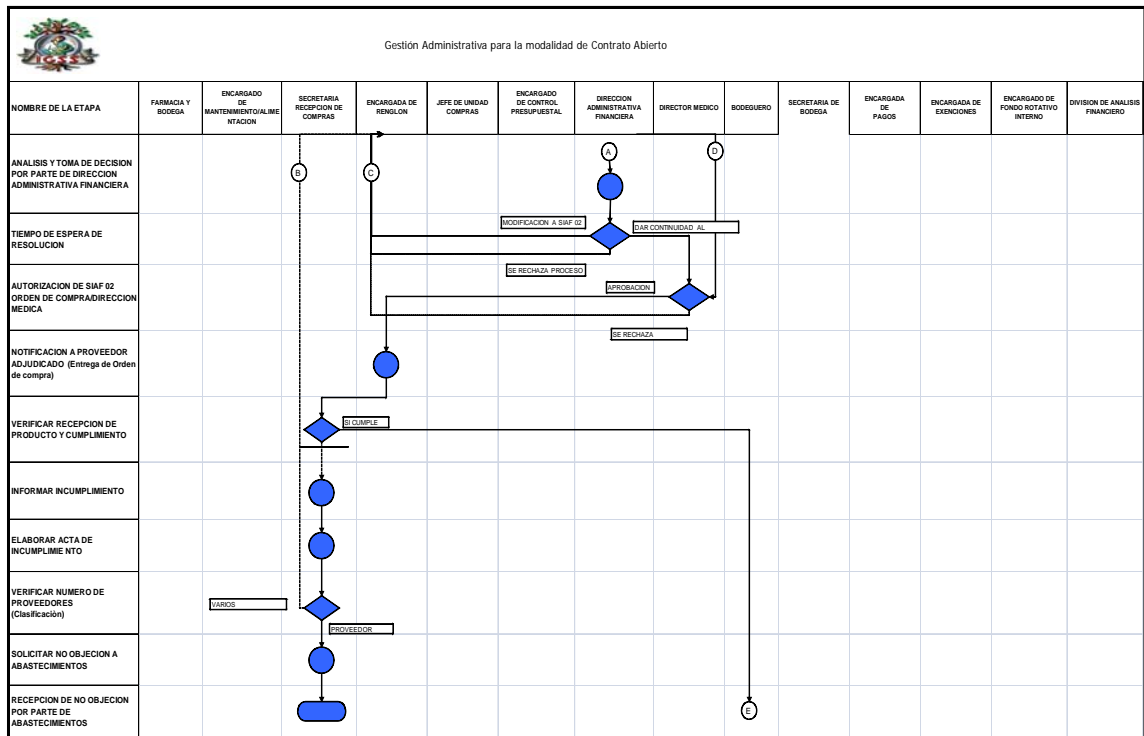 IGSS
Gestión Administrativa para la modalidad de Contrato Abierto
NOMBRE DE LA ETAPA
FARMACIA Y
BODEGA
ENCARGADO
DE
MANTENIMIENTO/ALIME
NTACION
SECRETARIA
RECEPCION DE
COMPRAS
ENCARGADA DE
RENGLON
JEFE DE UNIDAD
COMPRAS
ENCARGADO
DE CONTROL
PRESUPUESTAL
DIRECCION
ADMINISTRATIVA
FINANCIERA
DIRECTOR MEDICO
BODEGUERO
SECRETARIA DE
BODEGA
ENCARGADA
DE
PAGOS
ENCARGADA DE
EXENCIONES
ENCARGADO DE
FONDO ROTATIVO
INTERNO
DIVISION DE ANALISIS
FINANCIERO
ANALISIS Y TOMA DE DECISION
POR PARTE DE DIRECCION
ADMINISTRATIVA FINANCIERA
B
C
A
D
TIEMPO DE ESPERA DE
RESOLUCION
MODIFICACION A SIAF 02
DAR CONTINUIDAD AL
SE RECHAZA PROCESO
AUTORIZACION DE SIAF 02
ORDEN DE COMPRA/DIRECCION
MEDICA
APROBACION
SE RECHAZA
NOTIFICACION A PROVEEDOR
ADJUDICADO (Entrega de Orden
de compra)
VERIFICAR RECEPCION DE
PRODUCTO Y CUMPLIMIENTO
SI CUMPLE
INFORMAR INCUMPLIMIENTO
ELABORAR ACTA DE
INCUMPLIMIE NTO
VERIFICAR NUMERO DE
PROVEEDORES
(Clasificaciòn)
VARIOS
PROVEEDOR
SOLICITAR NO OBJECION A
ABASTECIMIENTOS
RECEPCION DE NO OBJECION
POR PARTE DE
ABASTECIMIENTOS
E